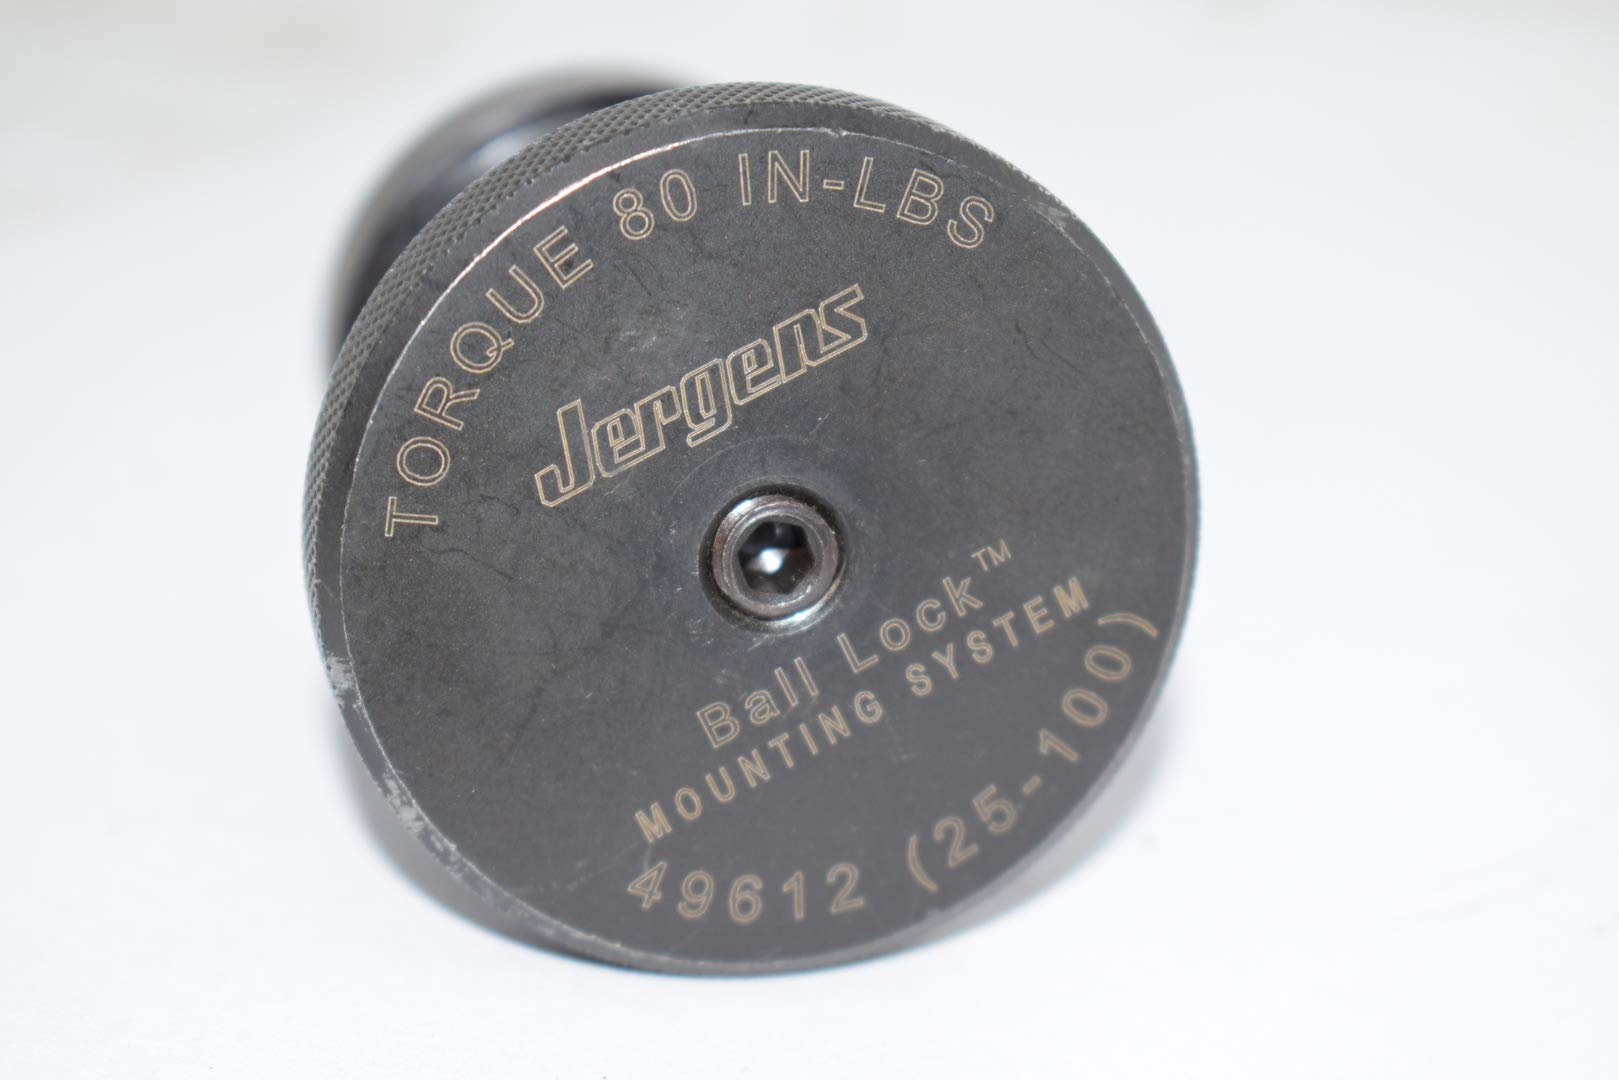 TORQUE 80 IN-LBS
Jergens
Ball Lock™
MOUNTING SYSTEM
49612 (25-100)